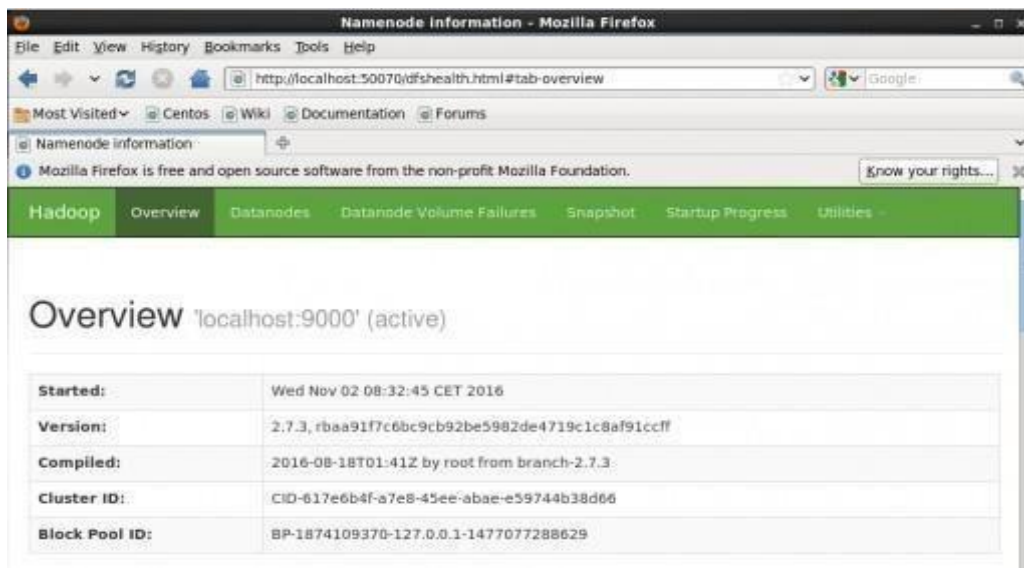 Namenode information - Mozilla Firefox
File Edit View History Bookmarks Tools Help
http://localhost:50070/dfshealth.html#tab-overview
Google
Most Visited Centos Wiki Documentation Forums
Namenode information
Mozilla Firefox is free and open source software from the non-profit Mozilla Foundation.
Know your rights...
Hadoop Overview Datanodes Datanode Volume Failures Snapshot Startup Progress Utilities
Overview 'localhost:9000' (active)
Started: Wed Nov 02 08:32:45 CET 2016
Version: 2.7.3, rbaa91f7c6bc9cb92be5982de4719c1c8af91ccff
Compiled: 2016-08-18T01:41Z by root from branch-2.7.3
Cluster ID: CID-617e6b4f-a7e8-45ee-abae-e59744b38d66
Block Pool ID: BP-1874109370-127.0.0.1-1477077288629